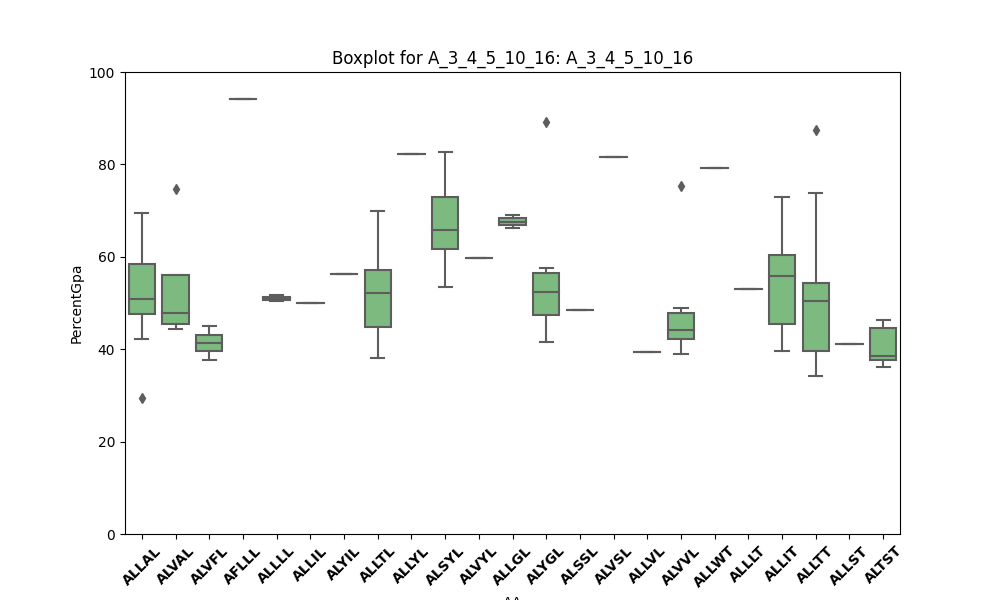 Boxplot for A_3_4_5_10_16: A_3_4_5_10_16
100
80
60
40
20
0
PercentGpa
ALLAL ALVAL ALVFL AFLLL ALLLL ALLIL ALYIL ALLTL ALLYL ALSYL ALVYL ALLGL ALYGL ALSSL ALVSL ALLVL ALVVL ALLWT ALLLT ALLIT ALLTT ALLST ALTST